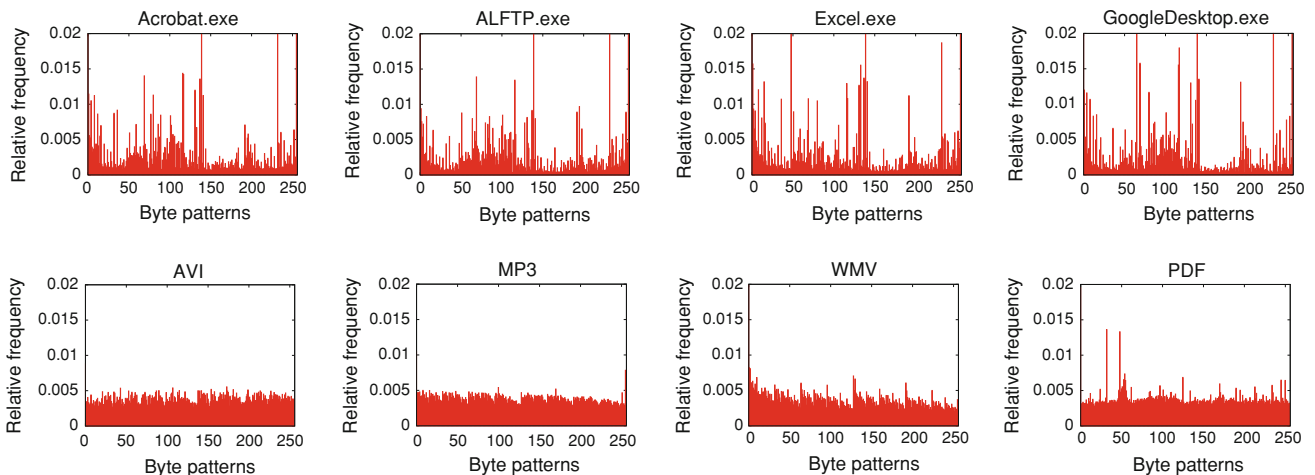 Acrobat.exe ALFTP.exe Excel.exe GoogleDesktop.exe
Relative frequency Relative frequency Relative frequency Relative frequency
0.02 0.02 0.02 0.02
0.015 0.015 0.015 0.015
0.01 0.01 0.01 0.01
0.005 0.005 0.005 0.005
0 0 0 0
0 50 100 150 200 250 0 50 100 150 200 250 0 50 100 150 200 250 0 50 100 150 200 250
Byte patterns Byte patterns Byte patterns Byte patterns
AVI MP3 WMV PDF
Relative frequency Relative frequency Relative frequency Relative frequency
0.02 0.02 0.02 0.02
0.015 0.015 0.015 0.015
0.01 0.01 0.01 0.01
0.005 0.005 0.005 0.005
0 0 0 0
0 50 100 150 200 250 0 50 100 150 200 250 0 50 100 150 200 250 0 50 100 150 200 250
Byte patterns Byte patterns Byte patterns Byte patterns